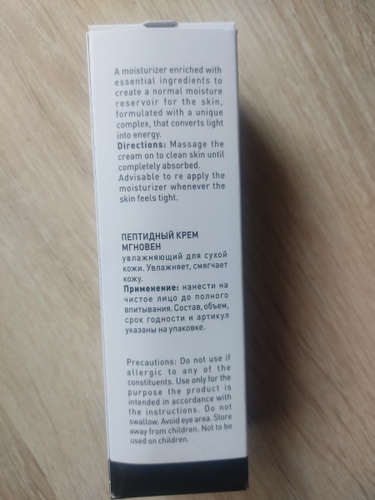 A moisturizer enriched with
essential ingredients to
create a normal moisture
reservoir for the skin,
formulated with a unique
complex, that converts light
into energy.
Directions: Massage the
cream on to clean skin until
completely absorbed.
Advisable to re apply the
moisturizer whenever the
skin feels tight.
ПЕПТИДНЫЙ КРЕМ
МГНОВЕН
увлажняющий для сухой
кожи. Увлажняет, смягчает
кожу.
Применение: нанести на
чистое лицо до полного
впитывания. Состав, объем,
срок годности и артикул
указаны на упаковке.
Precautions: Do not use if
allergic to any of the
constituents. Use only for the
purpose the product is
intended in accordance with
the instructions. Do not
swallow. Avoid eye area. Store
away from children. Not to be
used on children.